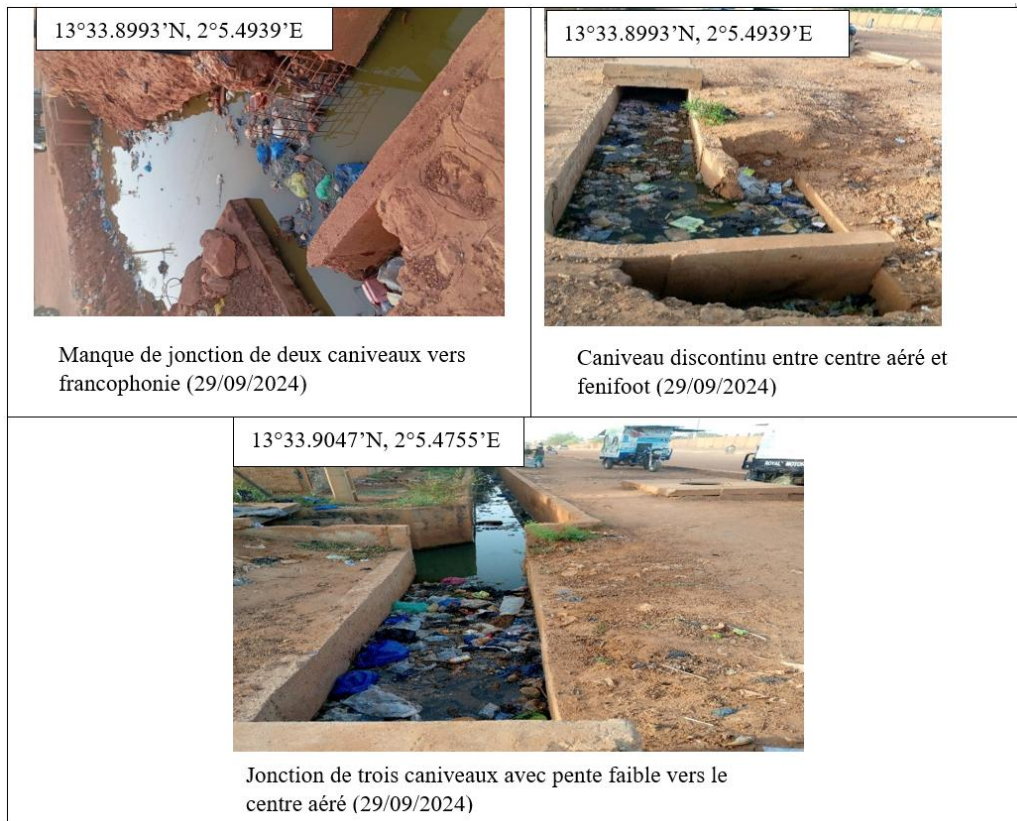 13°33.8993’N, 2°5.4939’E
Manque de jonction de deux caniveaux vers
francophonie (29/09/2024)
13°33.8993’N, 2°5.4939’E
Caniveau discontinu entre centre aéré et
fenifoot (29/09/2024)
13°33.9047’N, 2°5.4755’E
ROYAL MOTOR
Jonction de trois caniveaux avec pente faible vers le
centre aéré (29/09/2024)